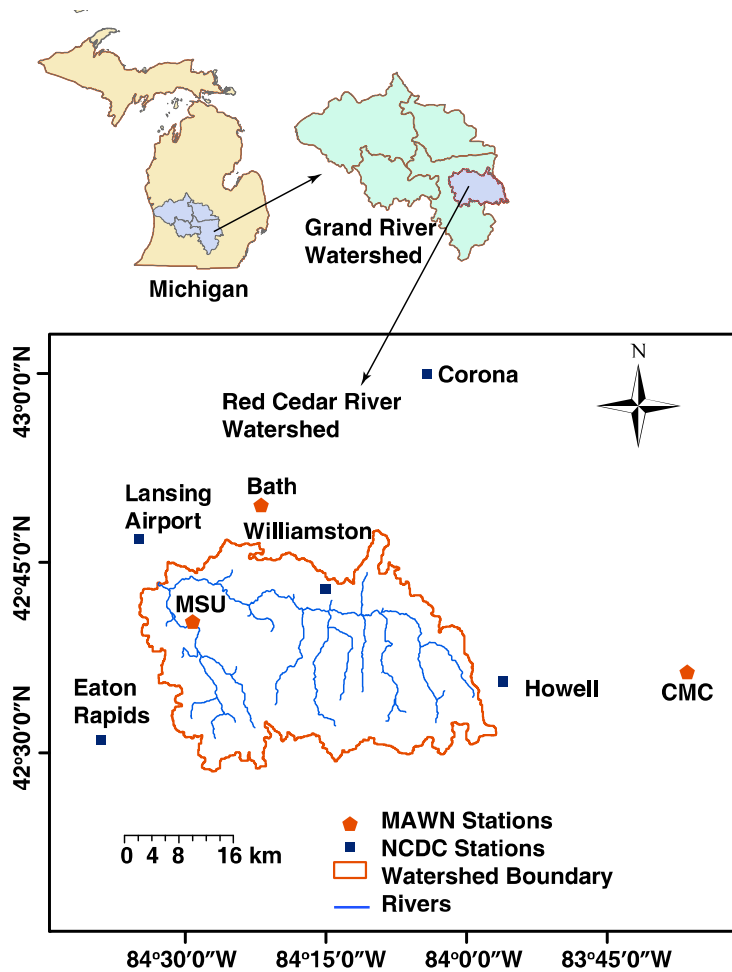 Grand River
Watershed
Michigan
N
Corona
Red Cedar River
Watershed
43°0'0"N
Bath
Lansing
Airport
Williamston
42°45'0"N
MSU
Eaton
Rapids
Howell
CMC
42°30'0"N
MAWN Stations
NCDC Stations
Watershed Boundary
Rivers
0 4 8 16 km
84°30'0"W 84°15'0"W 84°0'0"W 83°45'0"W